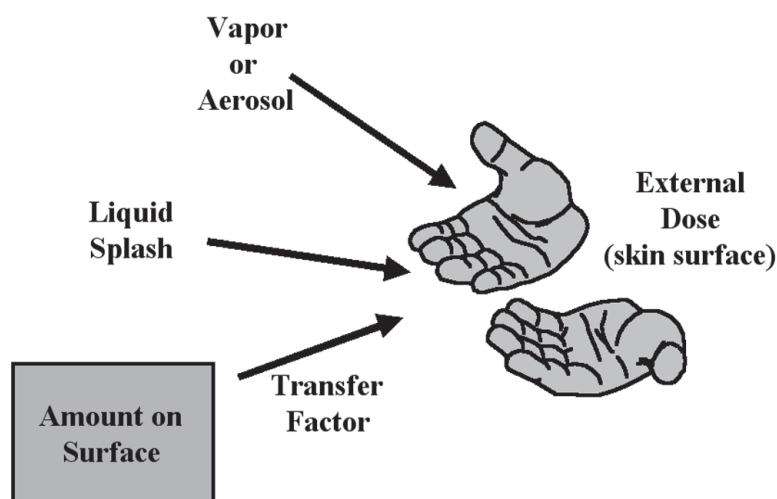 Vapor
or
Aerosol
Liquid
Splash
External
Dose
(skin surface)
Transfer
Factor
Amount on
Surface